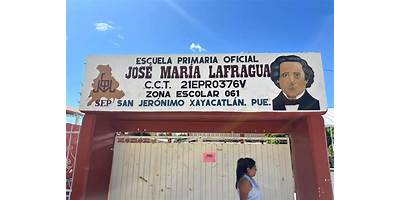 ESCUELA PRIMARIA OFICIAL
JOSÉ MARÍA LAFRAGUA
C.C.T. 21EPR0376V
ZONA ESCOLAR 061
SEP SAN JERÓNIMO XAYACATLÁN. PUE.